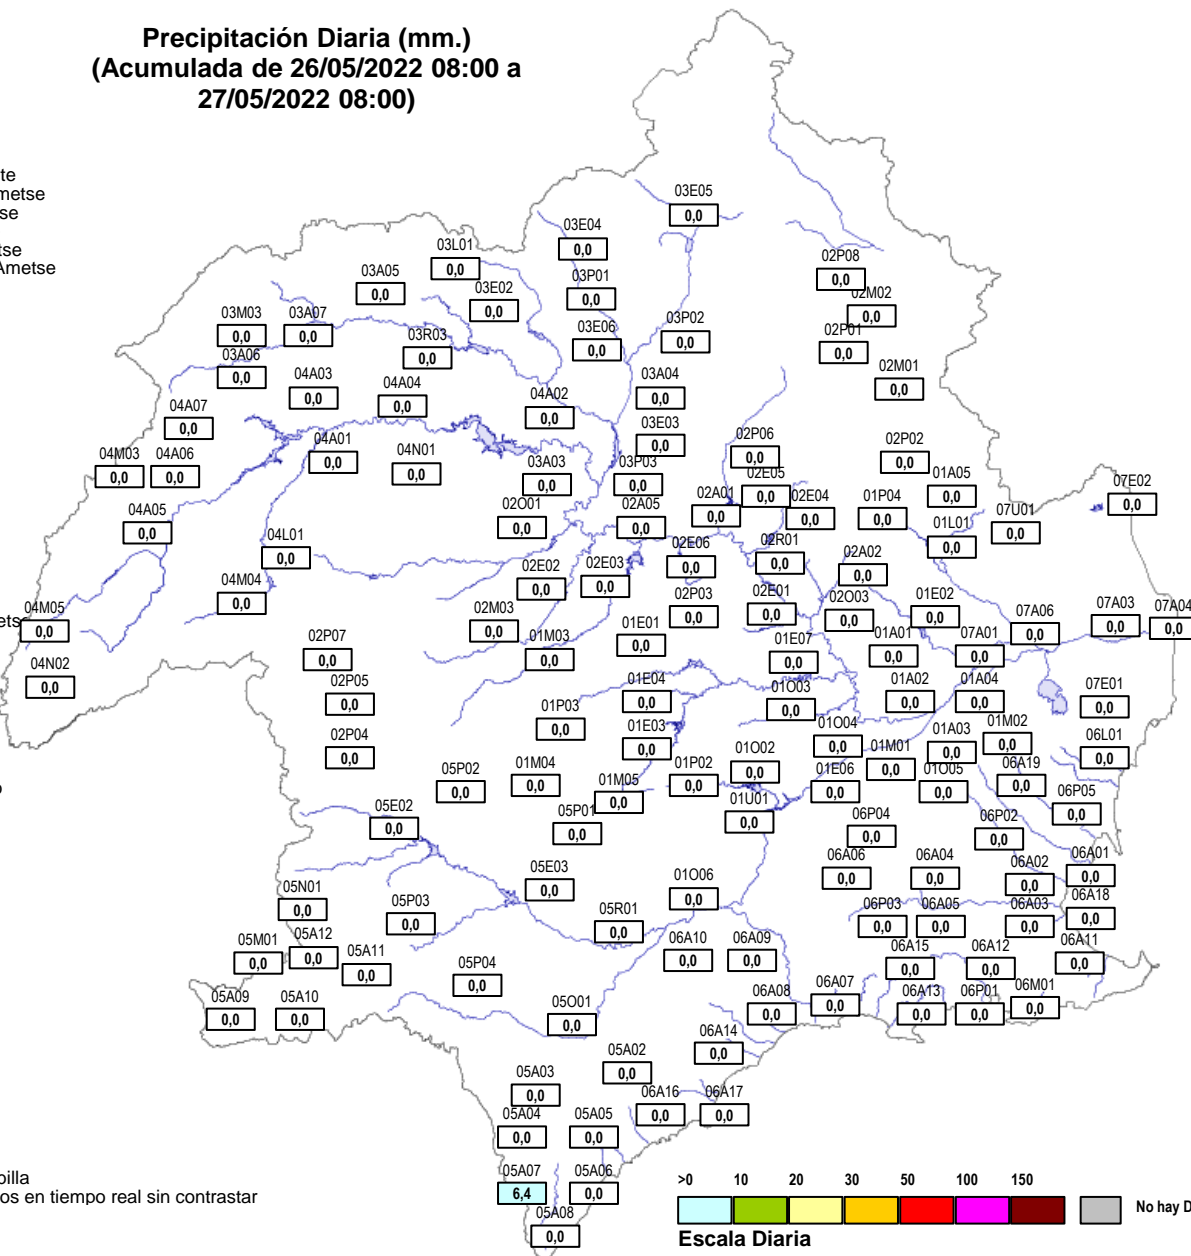 Precipitación Diaria (mm.)
(Acumulada de 26/05/2022 08:00 a
27/05/2022 08:00)
te
metse
se
tse
Ametse
03E05
0,0
03E04
0,0
03L01
0,0
02P08
0,0
03A05
0,0
03P01
0,0
03E02
0,0
02M02
0,0
03M03
0,0
03A07
0,0
03E06
0,0
03P02
0,0
02P01
0,0
03R03
0,0
03A06
0,0
04A03
0,0
04A04
0,0
03A04
0,0
02M01
0,0
04A02
0,0
04A07
0,0
03E03
0,0
04A01
0,0
02P06
0,0
02P02
0,0
04M03
0,0
04A06
0,0
04N01
0,0
03A03
0,0
03P03
0,0
02E05
0,0
01A05
0,0
07E02
0,0
02A01
0,0
02E04
0,0
01P04
0,0
04A05
0,0
02O01
0,0
02A05
0,0
07U01
0,0
01L01
0,0
04L01
0,0
02E06
0,0
02R01
0,0
02A02
0,0
02E02
0,0
02E03
0,0
04M04
0,0
02P03
0,0
02E01
0,0
02O03
0,0
01E02
0,0
etse
04M05
0,0
02M03
0,0
07A06
0,0
07A03
0,0
07A04
0,0
02P07
0,0
01M03
0,0
01E01
0,0
01E07
0,0
01A01
0,0
07A01
0,0
04N02
0,0
02P05
0,0
01E04
0,0
01O03
0,0
01A02
0,0
01A04
0,0
07E01
0,0
01P03
0,0
02P04
0,0
01E03
0,0
01O04
0,0
01A03
0,0
01M02
0,0
06L01
0,0
05P02
0,0
01M04
0,0
01M05
0,0
01P02
0,0
01O02
0,0
01E06
0,0
01M01
0,0
01O05
0,0
06A19
0,0
o
05E02
0,0
05P01
0,0
01U01
0,0
06P04
0,0
06P02
0,0
06P05
0,0
05E03
0,0
01O06
0,0
06A06
0,0
06A04
0,0
06A02
0,0
06A01
0,0
05N01
0,0
05P03
0,0
05R01
0,0
06P03
0,0
06A05
0,0
06A03
0,0
06A18
0,0
05M01
0,0
05A12
0,0
05A11
0,0
05P04
0,0
06A10
0,0
06A09
0,0
06A15
0,0
06A12
0,0
06A11
0,0
05A09
0,0
05A10
0,0
05O01
0,0
06A08
0,0
06A07
0,0
06A13
0,0
06P01
0,0
06M01
0,0
06A14
0,0
05A02
0,0
05A03
0,0
06A16
0,0
06A17
0,0
05A04
0,0
05A05
0,0
05A07
6,4
05A06
0,0
05A08
0,0
pilla
os en tiempo real sin contrastar
>0 10 20 30 50 100 150
No hay D
Escala Diaria